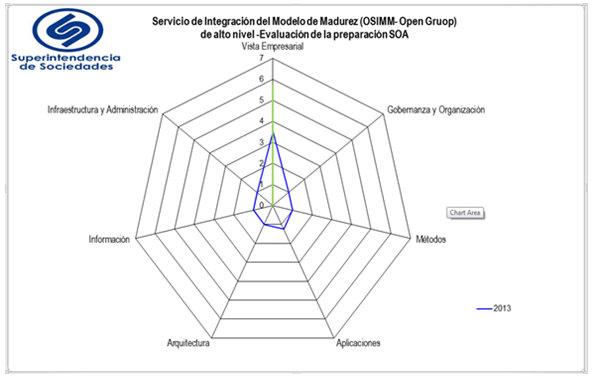 Servicio de Integración del Modelo de Madurez (OSIMM- Open Gruop)
de alto nivel -Evaluación de la preparación SOA
Superintendencia
de Sociedades
Vista Empresarial
7
6
5
4
3
2
1
0
Infraestructura y Administración
Gobernanza y Organización
Chart Area
Información
Métodos
2013
Arquitectura
Aplicaciones